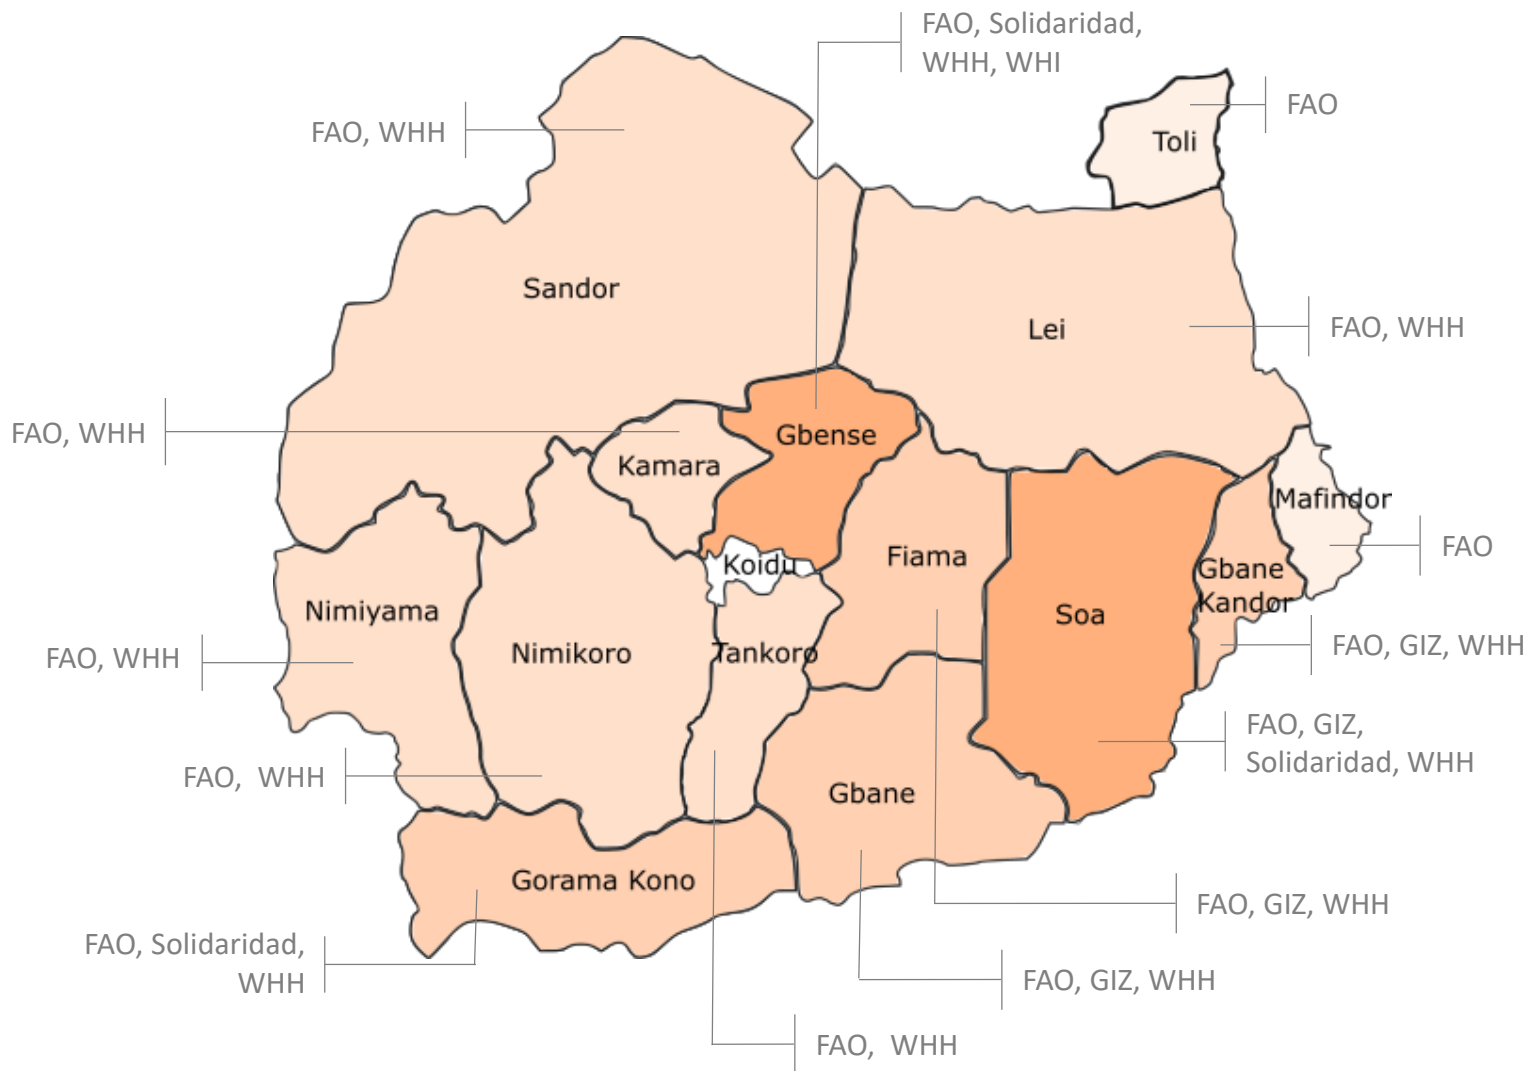 FAO, Solidaridad,
WHH, WHI
FAO
FAO, WHH
Toli
Sandor
Lei
FAO, WHH
FAO, WHH
Gbense
Kamara
Mafindor
FAO
Koidu
Fiama
Gbane
Kandor
Nimiyama
Soa
Nimikoro
Tankoro
FAO, WHH
FAO, GIZ, WHH
FAO, GIZ,
Solidaridad, WHH
FAO,  WHH
Gbane
Gorama Kono
FAO, GIZ, WHH
FAO, Solidaridad,
WHH
FAO, GIZ, WHH
FAO,  WHH